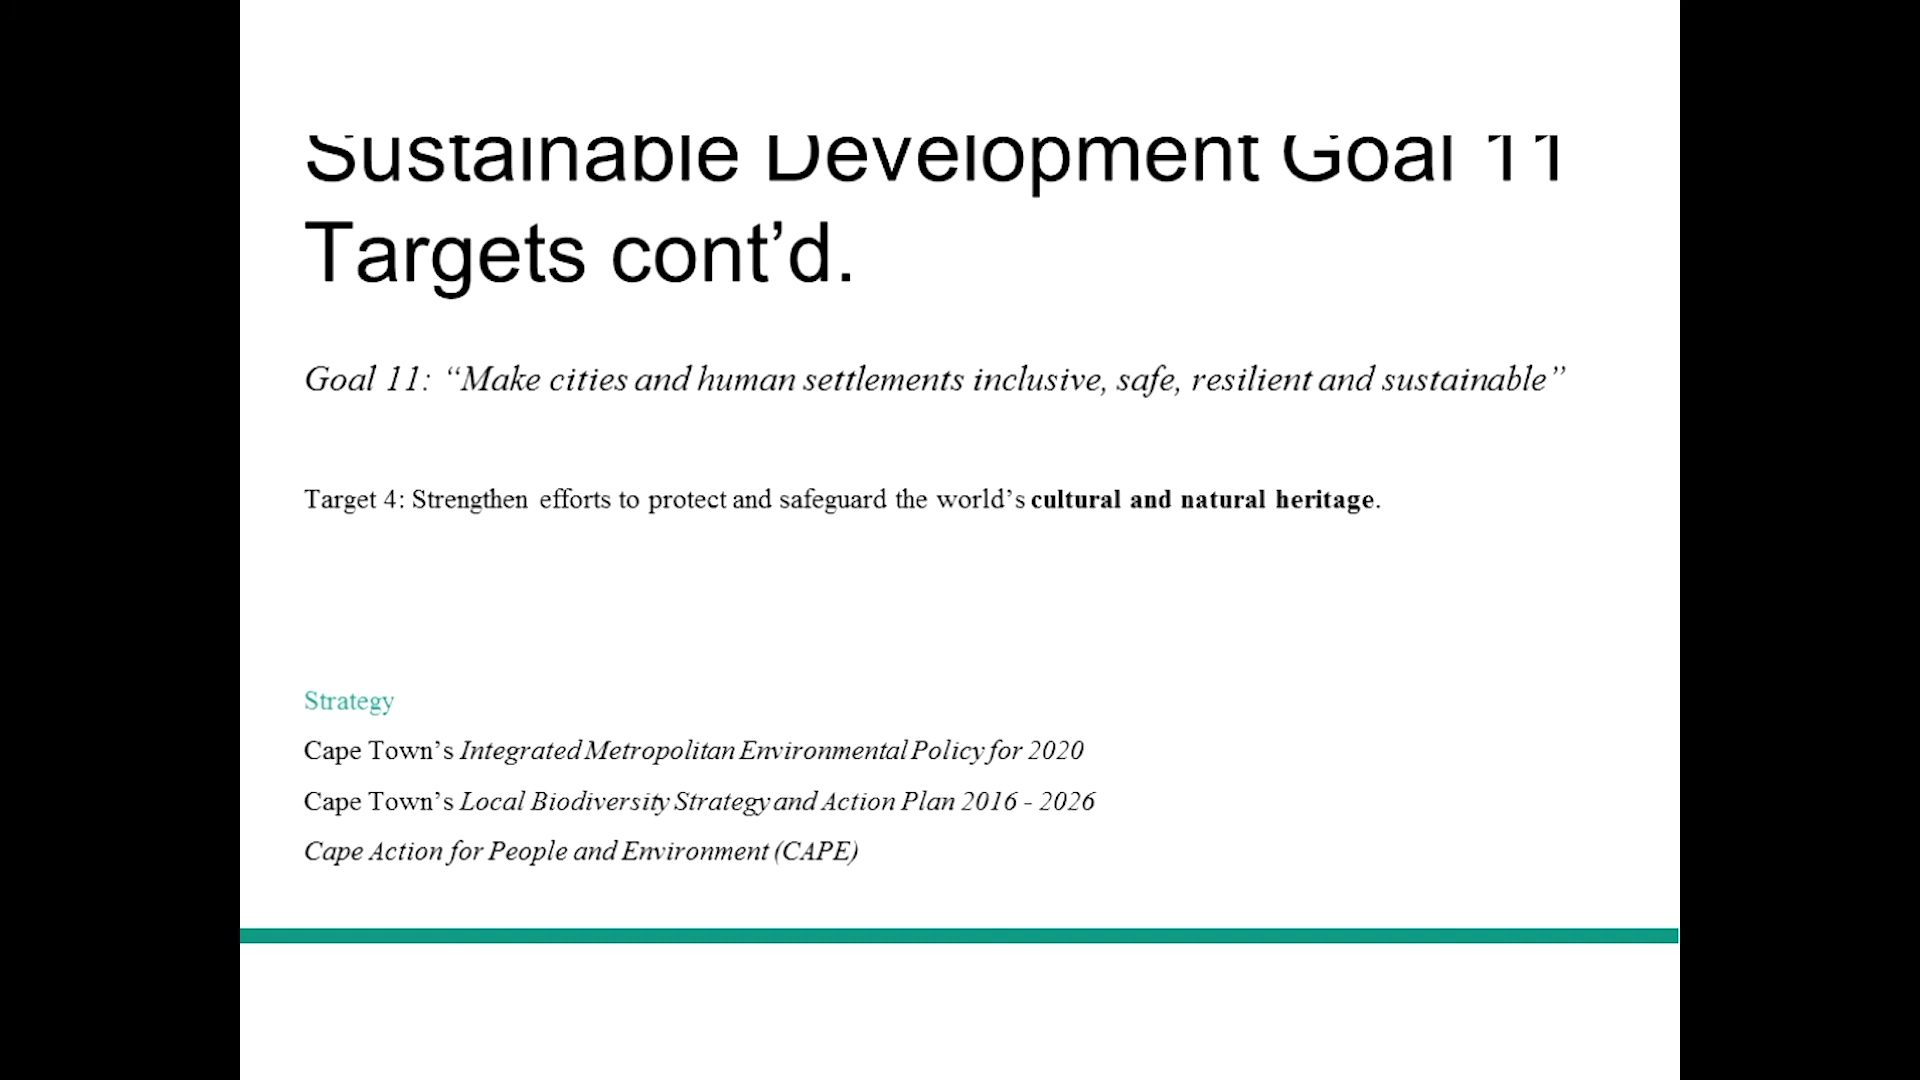 Sustainable Development Goal 11
Targets cont’d.
Goal 11: “Make cities and human settlements inclusive, safe, resilient and sustainable”
Target 4: Strengthen efforts to protect and safeguard the world’s cultural and natural heritage.
Strategy
Cape Town’s Integrated Metropolitan Environmental Policy for 2020
Cape Town’s Local Biodiversity Strategy and Action Plan 2016 - 2026
Cape Action for People and Environment (CAPE)